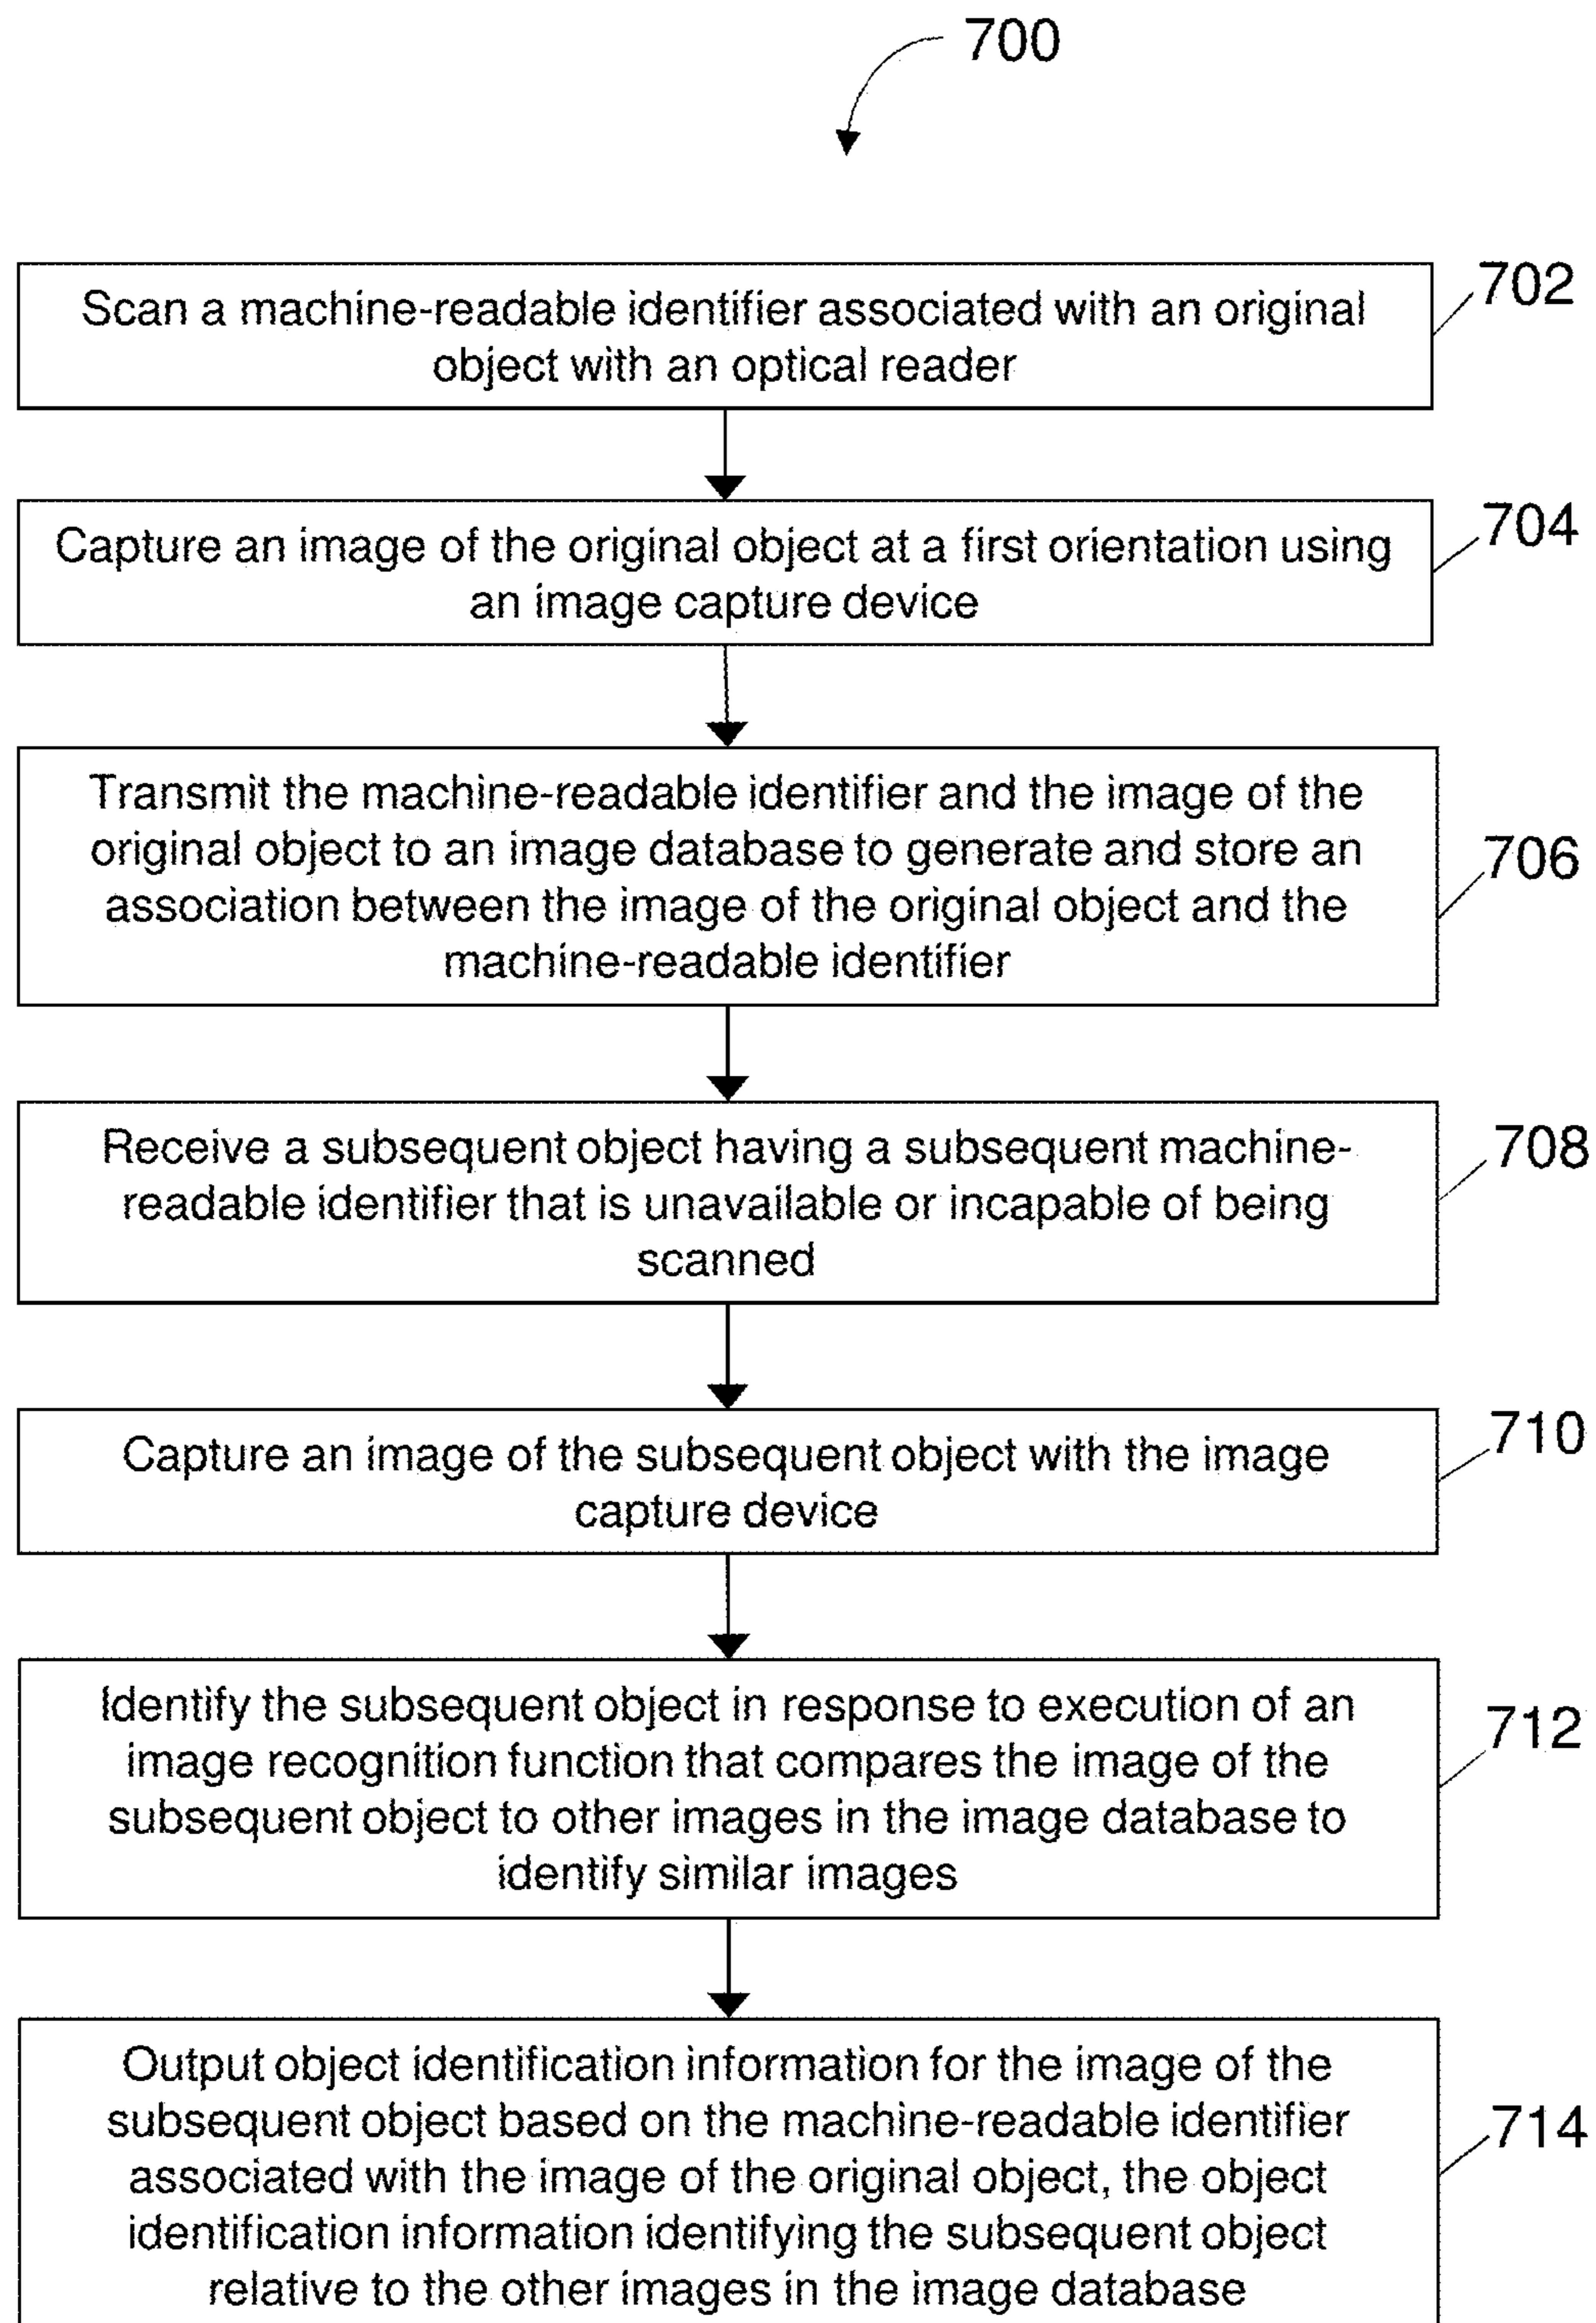 700
702
Scan a machine-readable identifier associated with an original
object with an optical reader
704
Capture an image of the original object at a first orientation using
an image capture device
706
Transmit the machine-readable identifier and the image of the
original object to an image database to generate and store an
association between the image of the original object and the
machine-readable identifier
708
Receive a subsequent object having a subsequent machine-
readable identifier that is unavailable or incapable of being
scanned
710
Capture an image of the subsequent object with the image
capture device
712
Identify the subsequent object in response to execution of an
image recognition function that compares the image of the
subsequent object to other images in the image database to
identify similar images
714
Output object identification information for the image of the
subsequent object based on the machine-readable identifier
associated with the image of the original object, the object
identification information identifying the subsequent object
relative to the other images in the image database